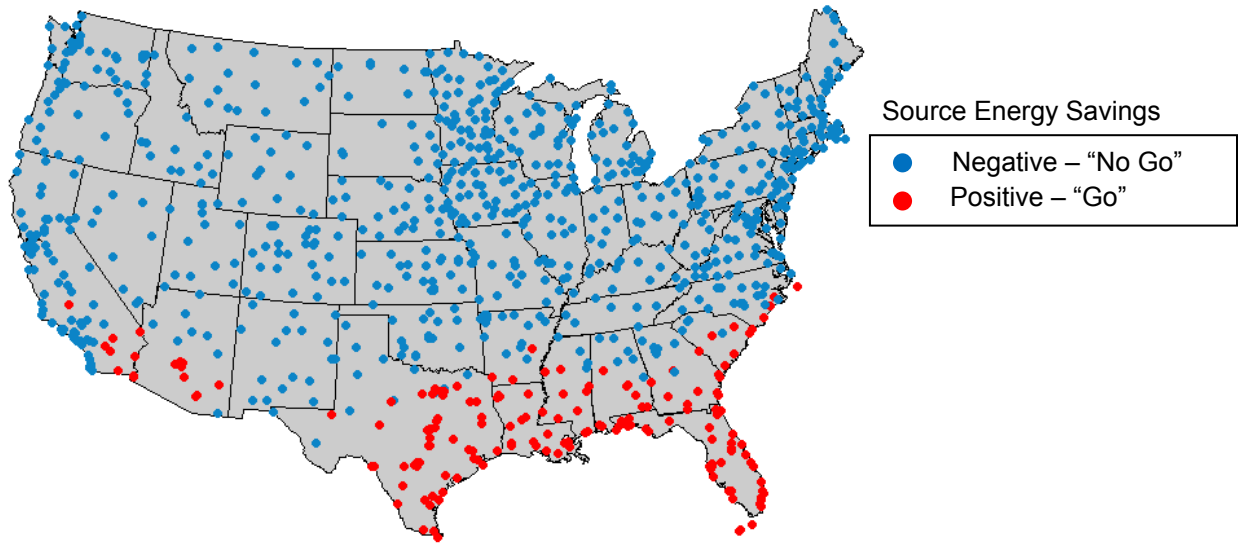 Source Energy Savings
Negative – “No Go”
Positive – “Go”